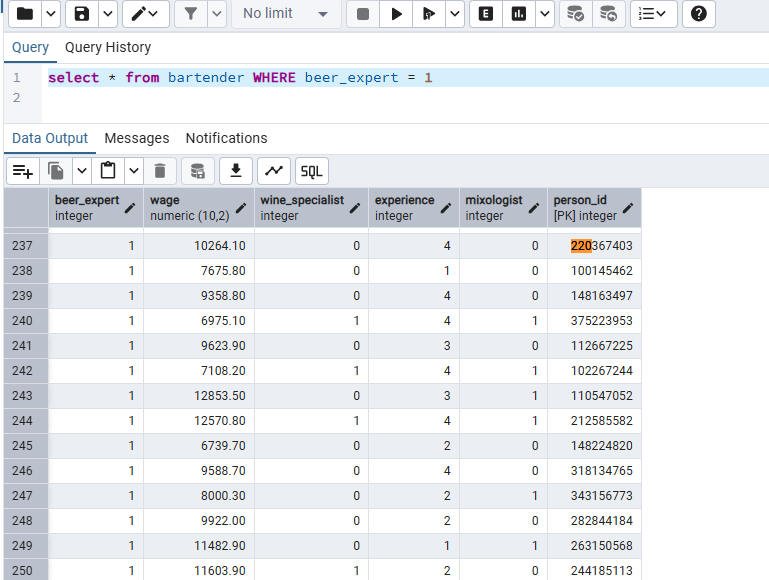 No limit
E
Query Query History
1 select * from bartender WHERE beer_expert = 1
2
Data Output Messages Notifications
SQL
beer_expert wage wine_specialist experience mixologist person_id
integer numeric (10,2) integer integer integer [PK] integer
237 1 10264.10 0 4 0 220367403
238 1 7675.80 0 1 0 100145462
239 1 9358.80 0 4 0 148163497
240 1 6975.10 1 4 1 375223953
241 1 9623.90 0 3 0 112667225
242 1 7108.20 1 4 1 102267244
243 1 12853.50 0 3 1 110547052
244 1 12570.80 1 4 1 212585582
245 1 6739.70 0 2 0 148224820
246 1 9588.70 0 4 0 318134765
247 1 8000.30 0 2 1 343156773
248 1 9922.00 0 2 0 282844184
249 1 11482.90 0 1 1 263150568
250 1 11603.90 1 2 0 244185113